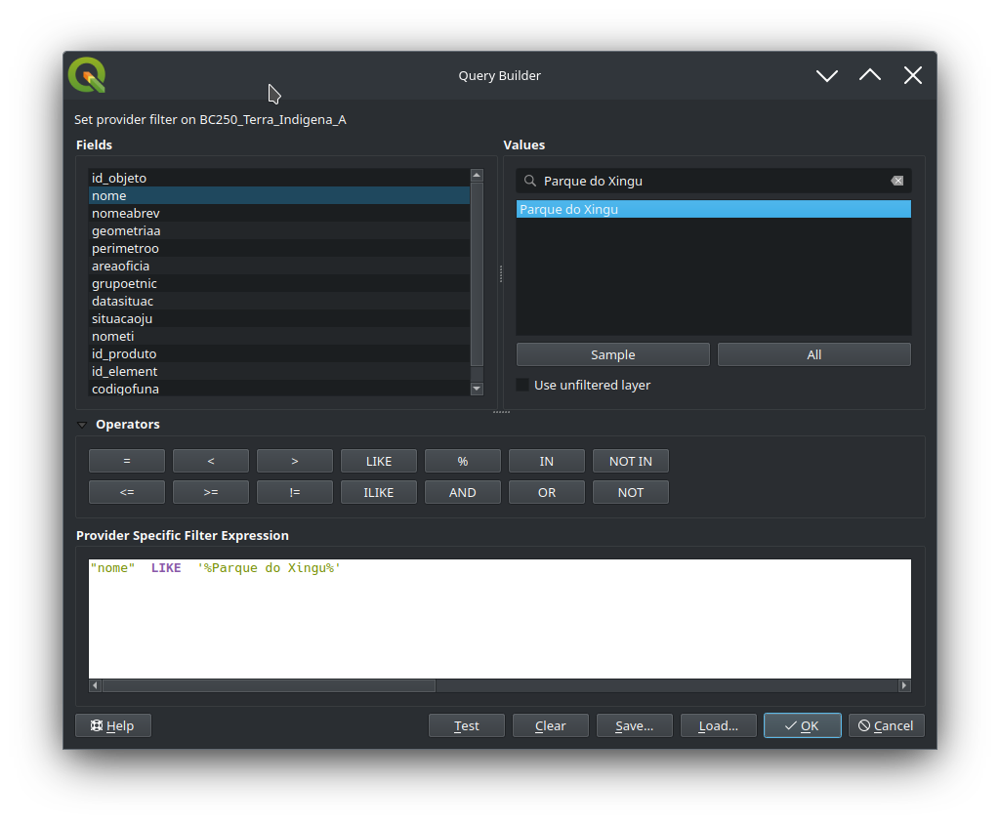 Query Builder
Set provider filter on BC250_Terra_Indigena_A
Fields
id_objeto
nome
nomeabrev
geometriaa
perimetroo
areaoficia
grupoetnic
datasituac
situacaoju
nometi
id_produto
id_element
codigofuna
Values
Parque do Xingu
Parque do Xingu
Sample All
Use unfiltered layer
Operators
= < > LIKE % IN NOT IN
<= >= != ILIKE AND OR NOT
Provider Specific Filter Expression
"nome" LIKE '%Parque do Xingu%'
Help Test Clear Save... Load... OK Cancel